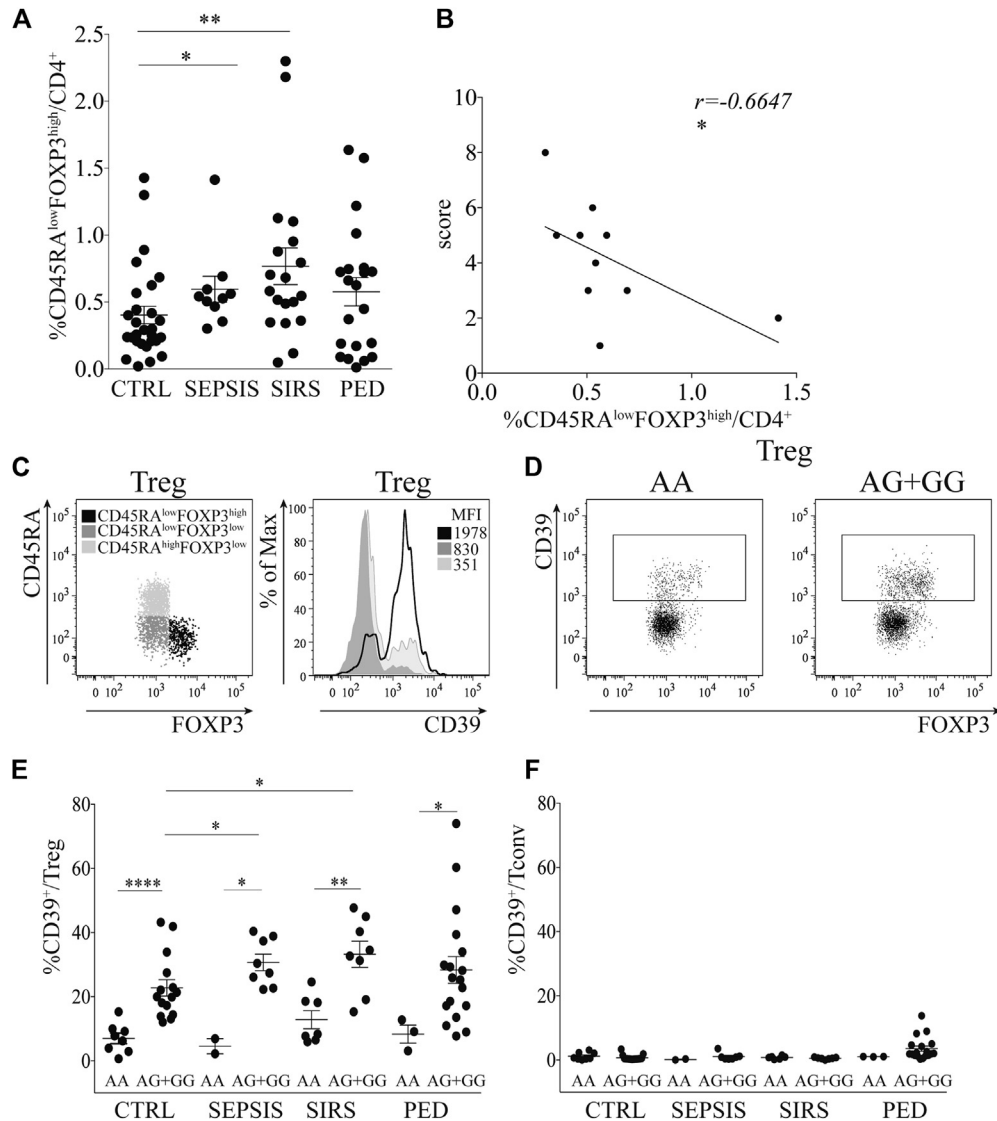 A
%CD45RA^low FOXP3^high/CD4^+
2.5
2.0
1.5
1.0
0.5
0.0
**
*
CTRL SEPSIS SIRS PED
B
score
10
8
6
4
2
0
r=-0.6647
*
0.0 0.5 1.0 1.5
%CD45RA^low FOXP3^high/CD4^+
C
Treg
CD45RA
CD45RA^low FOXP3^high
CD45RA^low FOXP3^low
CD45RA^high FOXP3^low
10^5
10^4
10^3
10^2
0
0 10^2 10^3 10^4 10^5
FOXP3
Treg
% of Max
100
80
60
40
20
0
MFI
1978
830
351
0 10^2 10^3 10^4 10^5
CD39
D
Treg
AA
AG+GG
CD39
10^5
10^4
10^3
10^2
0
0 10^2 10^3 10^4 10^5
10^5
10^4
10^3
10^2
0
0 10^2 10^3 10^4 10^5
FOXP3
E
%CD39^+/Treg
80
60
40
20
0
****
*
*
*
**
*
AA AG+GG AA AG+GG AA AG+GG AA AG+GG
CTRL SEPSIS SIRS PED
F
%CD39^+/Tconv
80
60
40
20
0
AA AG+GG AA AG+GG AA AG+GG AA AG+GG
CTRL SEPSIS SIRS PED